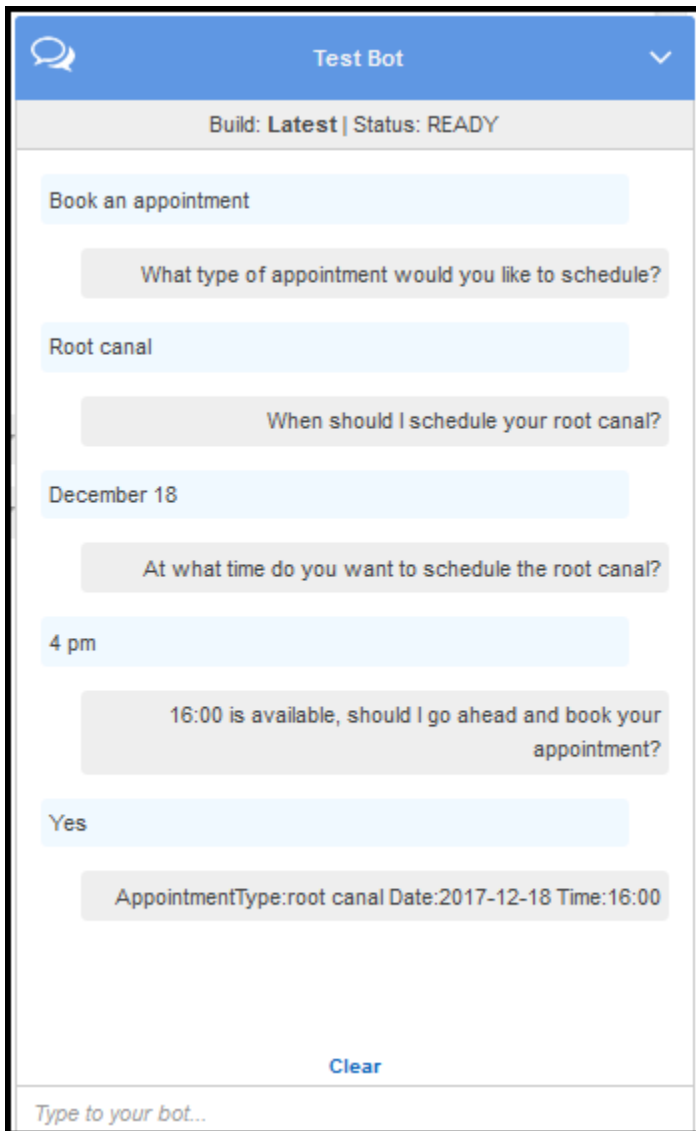 Test Bot
Build: Latest | Status: READY
Book an appointment
What type of appointment would you like to schedule?
Root canal
When should I schedule your root canal?
December 18
At what time do you want to schedule the root canal?
4 pm
16:00 is available, should I go ahead and book your
appointment?
Yes
AppointmentType:root canal Date:2017-12-18 Time:16:00
Clear
Type to your bot...